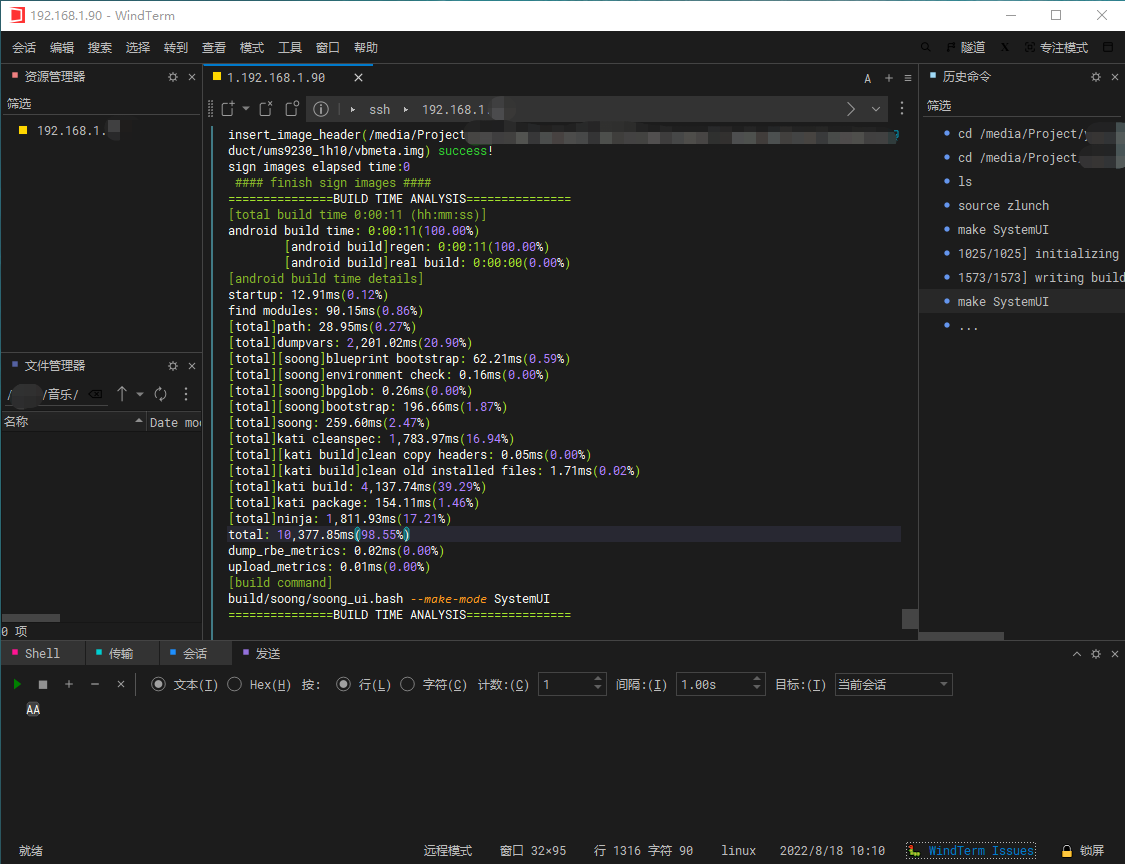 192.168.1.90 - WindTerm
会话 编辑 搜索 选择 转到 查看 模式 工具 窗口 帮助
隧道 X 专注模式
资源管理器
筛选
192.168.1.
1.192.168.1.90
A
ssh 192.168.1.
insert_image_header(/media/Project
duct/ums9230_1h10/vbmeta.img) success!
sign images elapsed time:0
#### finish sign images ####
===============BUILD TIME ANALYSIS===============
[total build time 0:00:11 (hh:mm:ss)]
android build time: 0:00:11(100.00%)
[android build]regen: 0:00:11(100.00%)
[android build]real build: 0:00:00(0.00%)
[android build time details]
startup: 12.91ms(0.12%)
find modules: 90.15ms(0.86%)
[total]path: 28.95ms(0.27%)
[total]dumpvars: 2,201.02ms(20.90%)
[total][soong]blueprint bootstrap: 62.21ms(0.59%)
[total][soong]environment check: 0.16ms(0.00%)
[total][soong]bpglob: 0.26ms(0.00%)
[total][soong]bootstrap: 196.66ms(1.87%)
[total]soong: 259.60ms(2.47%)
[total]kati cleanspec: 1,783.97ms(16.94%)
[total][kati build]clean copy headers: 0.05ms(0.00%)
[total][kati build]clean old installed files: 1.71ms(0.02%)
[total]kati build: 4,137.74ms(39.29%)
[total]kati package: 154.11ms(1.46%)
[total]ninja: 1,811.93ms(17.21%)
total: 10,377.85ms(98.55%)
dump_rbe_metrics: 0.02ms(0.00%)
upload_metrics: 0.01ms(0.00%)
[build command]
build/soong/soong_ui.bash --make-mode SystemUI
===============BUILD TIME ANALYSIS===============
历史命令
筛选
cd /media/Project/
cd /media/Project
ls
source zlunch
make SystemUI
1025/1025] initializing
1573/1573] writing build
make SystemUI
...
文件管理器
/音乐/
名称 Date mo
0 项
Shell 传输 会话 发送
文本(T) Hex(H) 按: 行(L) 字符(C) 计数:(C) 1 间隔:(I) 1.00s 目标:(T) 当前会话
AA
就绪 远程模式 窗口 32×95 行 1316 字符 90 linux 2022/8/18 10:10 WindTerm Issues 锁屏